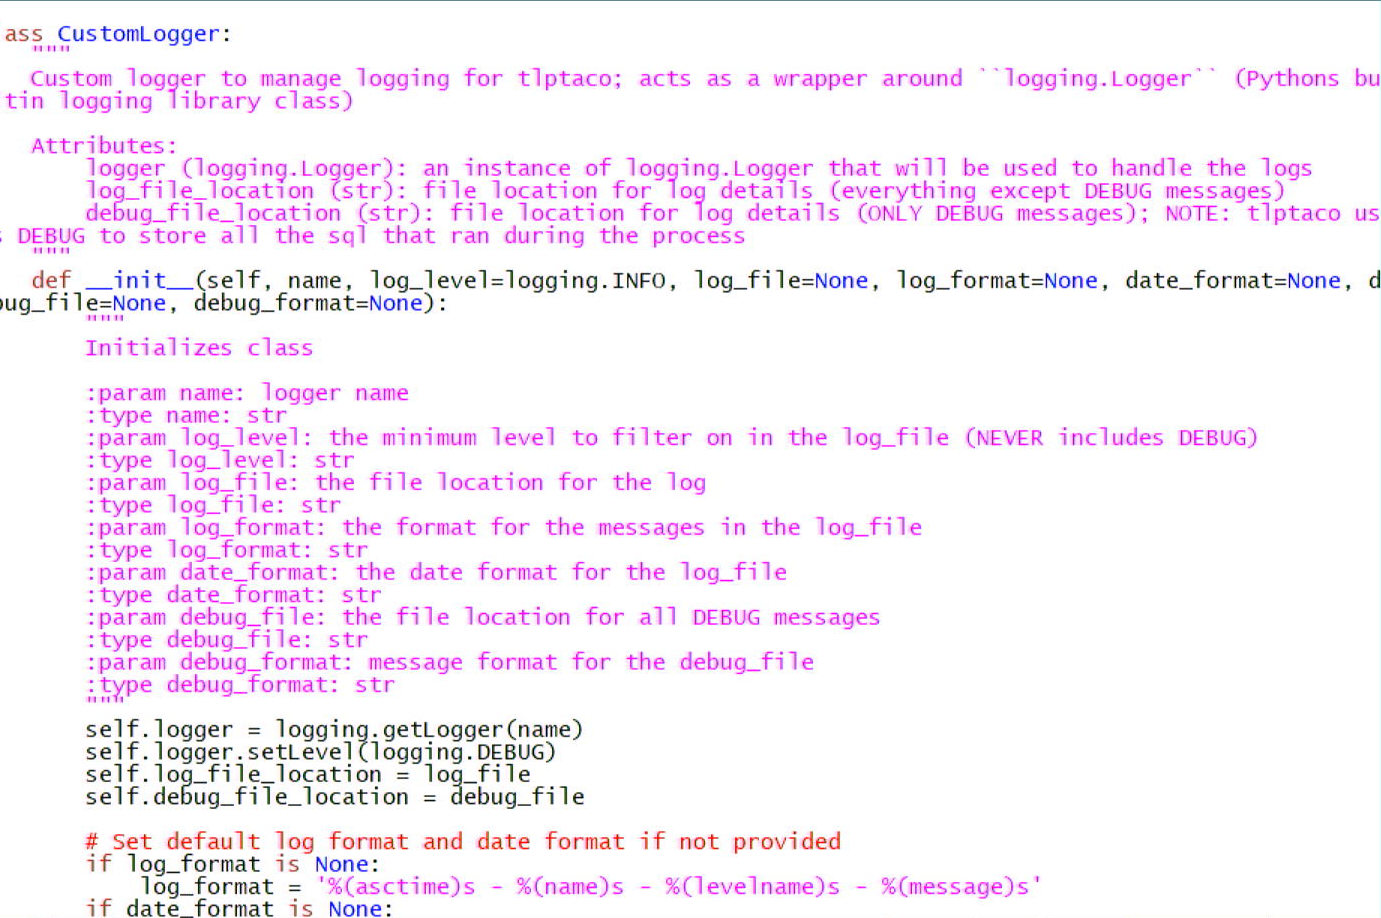 ass CustomLogger:
"""
Custom logger to manage logging for tlptaco; acts as a wrapper around ``logging.Logger`` (Pythons bu
tin logging library class)
Attributes:
logger (logging.Logger): an instance of logging.Logger that will be used to handle the logs
log_file_location (str): file location for log details (everything except DEBUG messages)
debug_file_location (str): file location for log details (ONLY DEBUG messages); NOTE: tlptaco us
s DEBUG to store all the sql that ran during the process
"""
def __init__(self, name, log_level=logging.INFO, log_file=None, log_format=None, date_format=None, d
bug_file=None, debug_format=None):
"""
Initializes class
:param name: logger name
:type name: str
:param log_level: the minimum level to filter on in the log_file (NEVER includes DEBUG)
:type log_level: str
:param log_file: the file location for the log
:type log_file: str
:param log_format: the format for the messages in the log_file
:type log_format: str
:param date_format: the date format for the log_file
:type date_format: str
:param debug_file: the file location for all DEBUG messages
:type debug_file: str
:param debug_format: message format for the debug_file
:type debug_format: str
"""
self.logger = logging.getLogger(name)
self.logger.setLevel(logging.DEBUG)
self.log_file_location = log_file
self.debug_file_location = debug_file
# Set default log format and date format if not provided
if log_format is None:
log_format = '%(asctime)s - %(name)s - %(levelname)s - %(message)s'
if date_format is None: